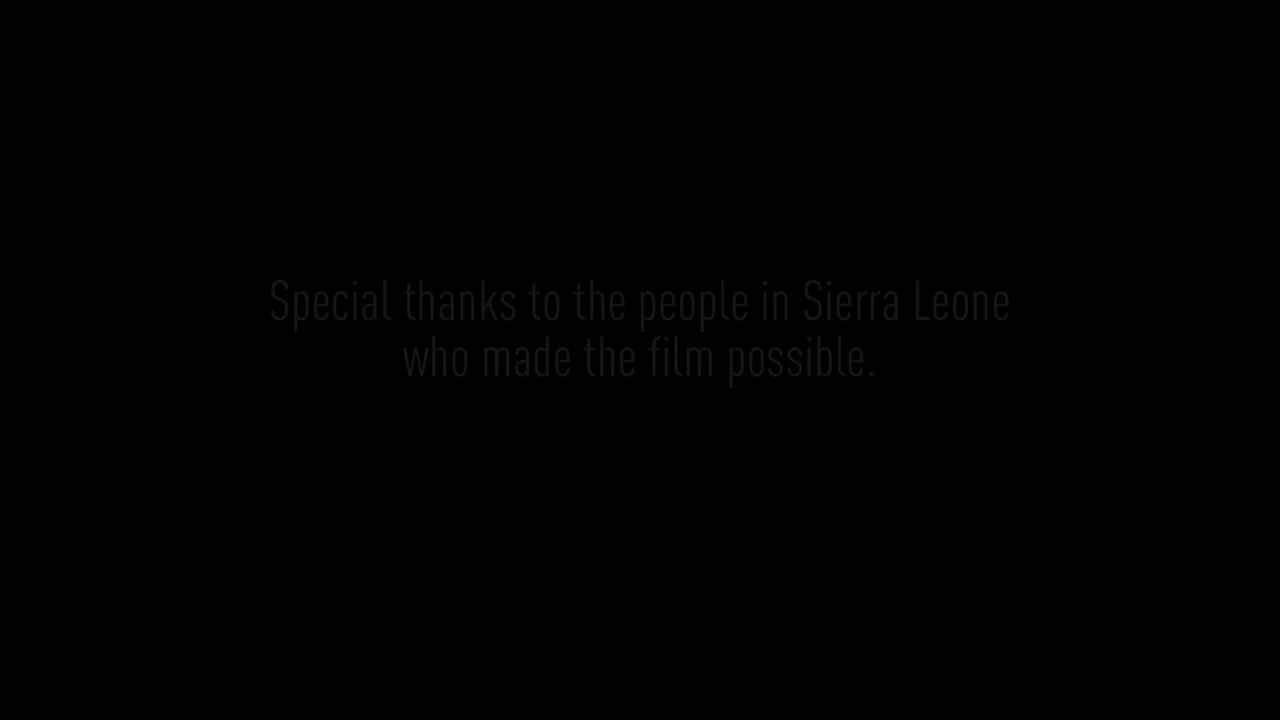 Special thanks to the people in Sierra Leone
who made the film possible.